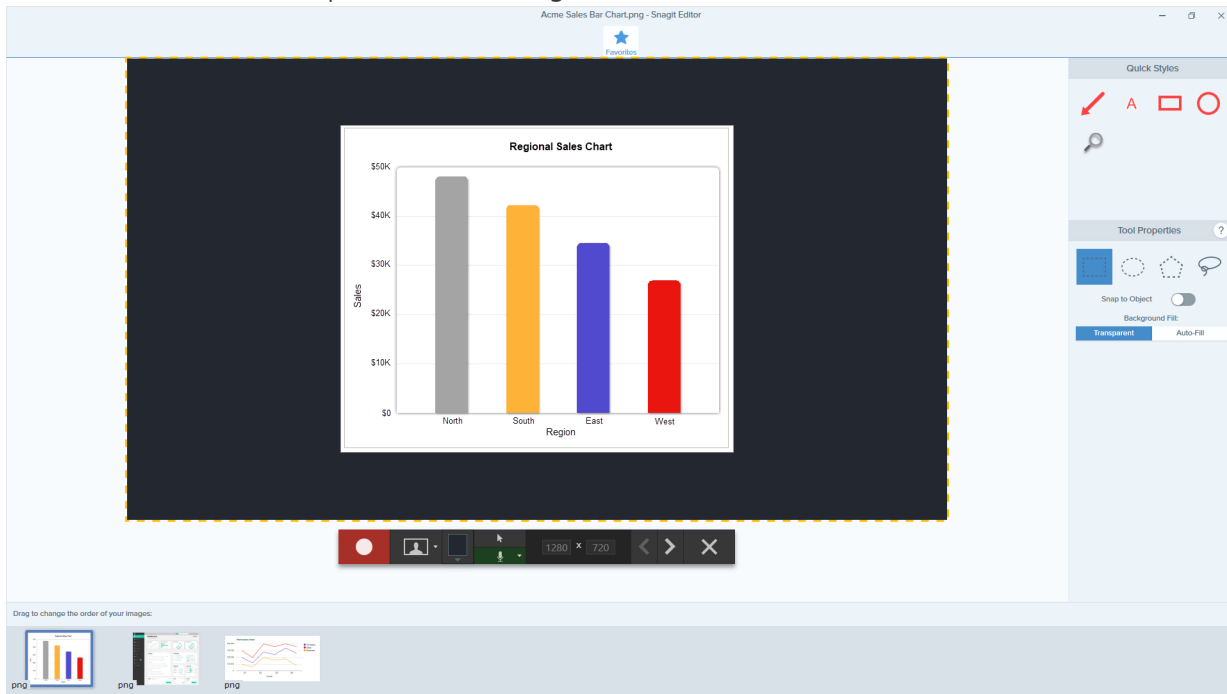 Acme Sales Bar Chart.png - Snagit Editor
Favorites
Quick Styles
A
Regional Sales Chart
$50K
$40K
$30K
$20K
$10K
$0
Sales
North South East West
Region
Tool Properties ?
Snap to Object
Background Fill:
Transparent Auto-Fill
1280 x 720
Drag to change the order of your images:
png
png
png